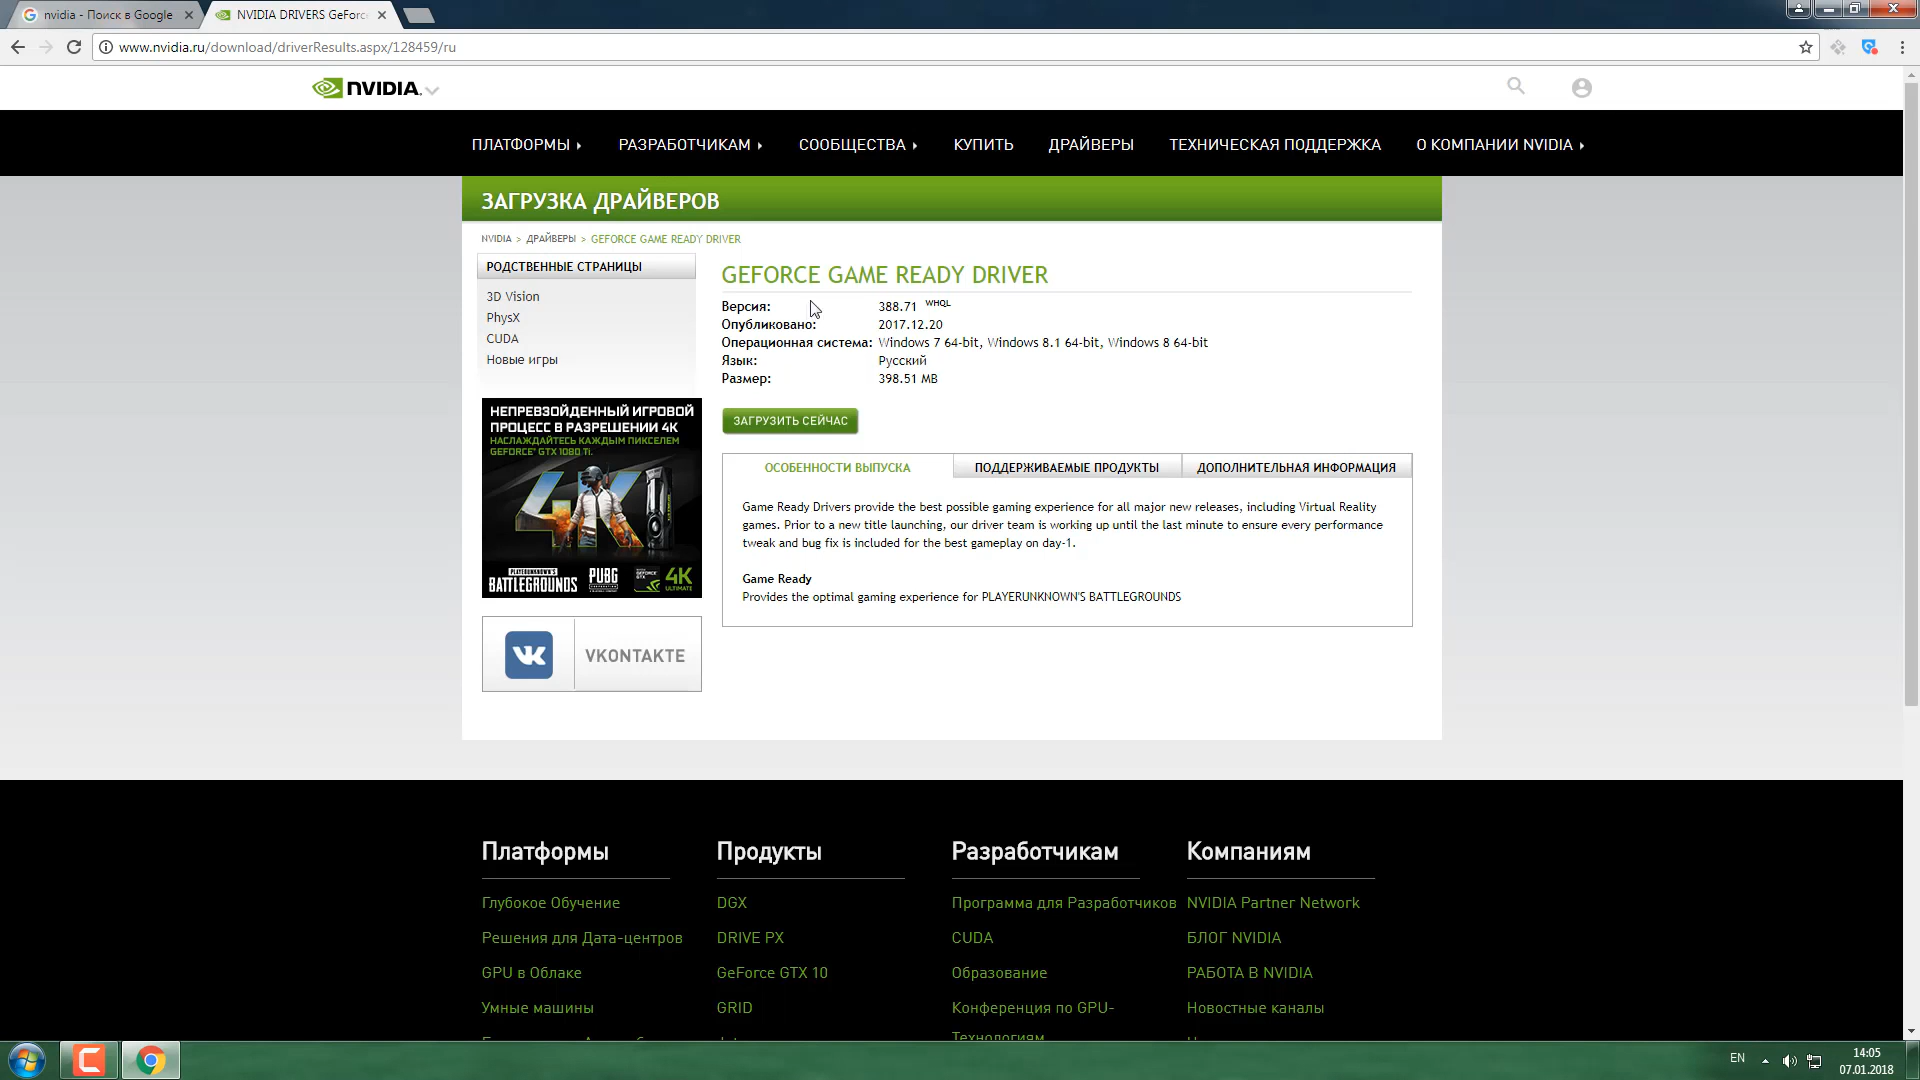 nvidia - Поиск в Google
NVIDIA DRIVERS GeForc
www.nvidia.ru/download/driverResults.aspx/128459/ru
NVIDIA.
ПЛАТФОРМЫ
РАЗРАБОТЧИКАМ
СООБЩЕСТВА
КУПИТЬ
ДРАЙВЕРЫ
ТЕХНИЧЕСКАЯ ПОДДЕРЖКА
О КОМПАНИИ NVIDIA
ЗАГРУЗКА ДРАЙВЕРОВ
NVIDIA > ДРАЙВЕРЫ > GEFORCE GAME READY DRIVER
РОДСТВЕННЫЕ СТРАНИЦЫ
3D Vision
PhysX
CUDA
Новые игры
GEFORCE GAME READY DRIVER
Версия: 388.71 WHQL
Опубликовано: 2017.12.20
Операционная система: Windows 7 64-bit, Windows 8.1 64-bit, Windows 8 64-bit
Язык: Русский
Размер: 398.51 MB
ЗАГРУЗИТЬ СЕЙЧАС
НЕПРЕВЗОЙДЕННЫЙ ИГРОВОЙ
ПРОЦЕСС В РАЗРЕШЕНИИ 4K
НАСЛАЖДАЙТЕСЬ КАЖДЫМ ПИКСЕЛЕМ
GEFORCE® GTX 1080 Ti.
4K
PLAYERUNKNOWN'S
BATTLEGROUNDS
PUBG
GEFORCE
GTX
4K
ULTIMATE
ОСОБЕННОСТИ ВЫПУСКА
ПОДДЕРЖИВАЕМЫЕ ПРОДУКТЫ
ДОПОЛНИТЕЛЬНАЯ ИНФОРМАЦИЯ
Game Ready Drivers provide the best possible gaming experience for all major new releases, including Virtual Reality
games. Prior to a new title launching, our driver team is working up until the last minute to ensure every performance
tweak and bug fix is included for the best gameplay on day-1.
Game Ready
Provides the optimal gaming experience for PLAYERUNKNOWN'S BATTLEGROUNDS
VK
VKONTAKTE
Платформы
Глубокое Обучение
Решения для Дата-центров
GPU в Облаке
Умные машины
Продукты
DGX
DRIVE PX
GeForce GTX 10
GRID
Разработчикам
Программа для Разработчиков
CUDA
Образование
Конференция по GPU-
Технологиям
Компаниям
NVIDIA Partner Network
БЛОГ NVIDIA
РАБОТА В NVIDIA
Новостные каналы
EN
14:05
07.01.2018